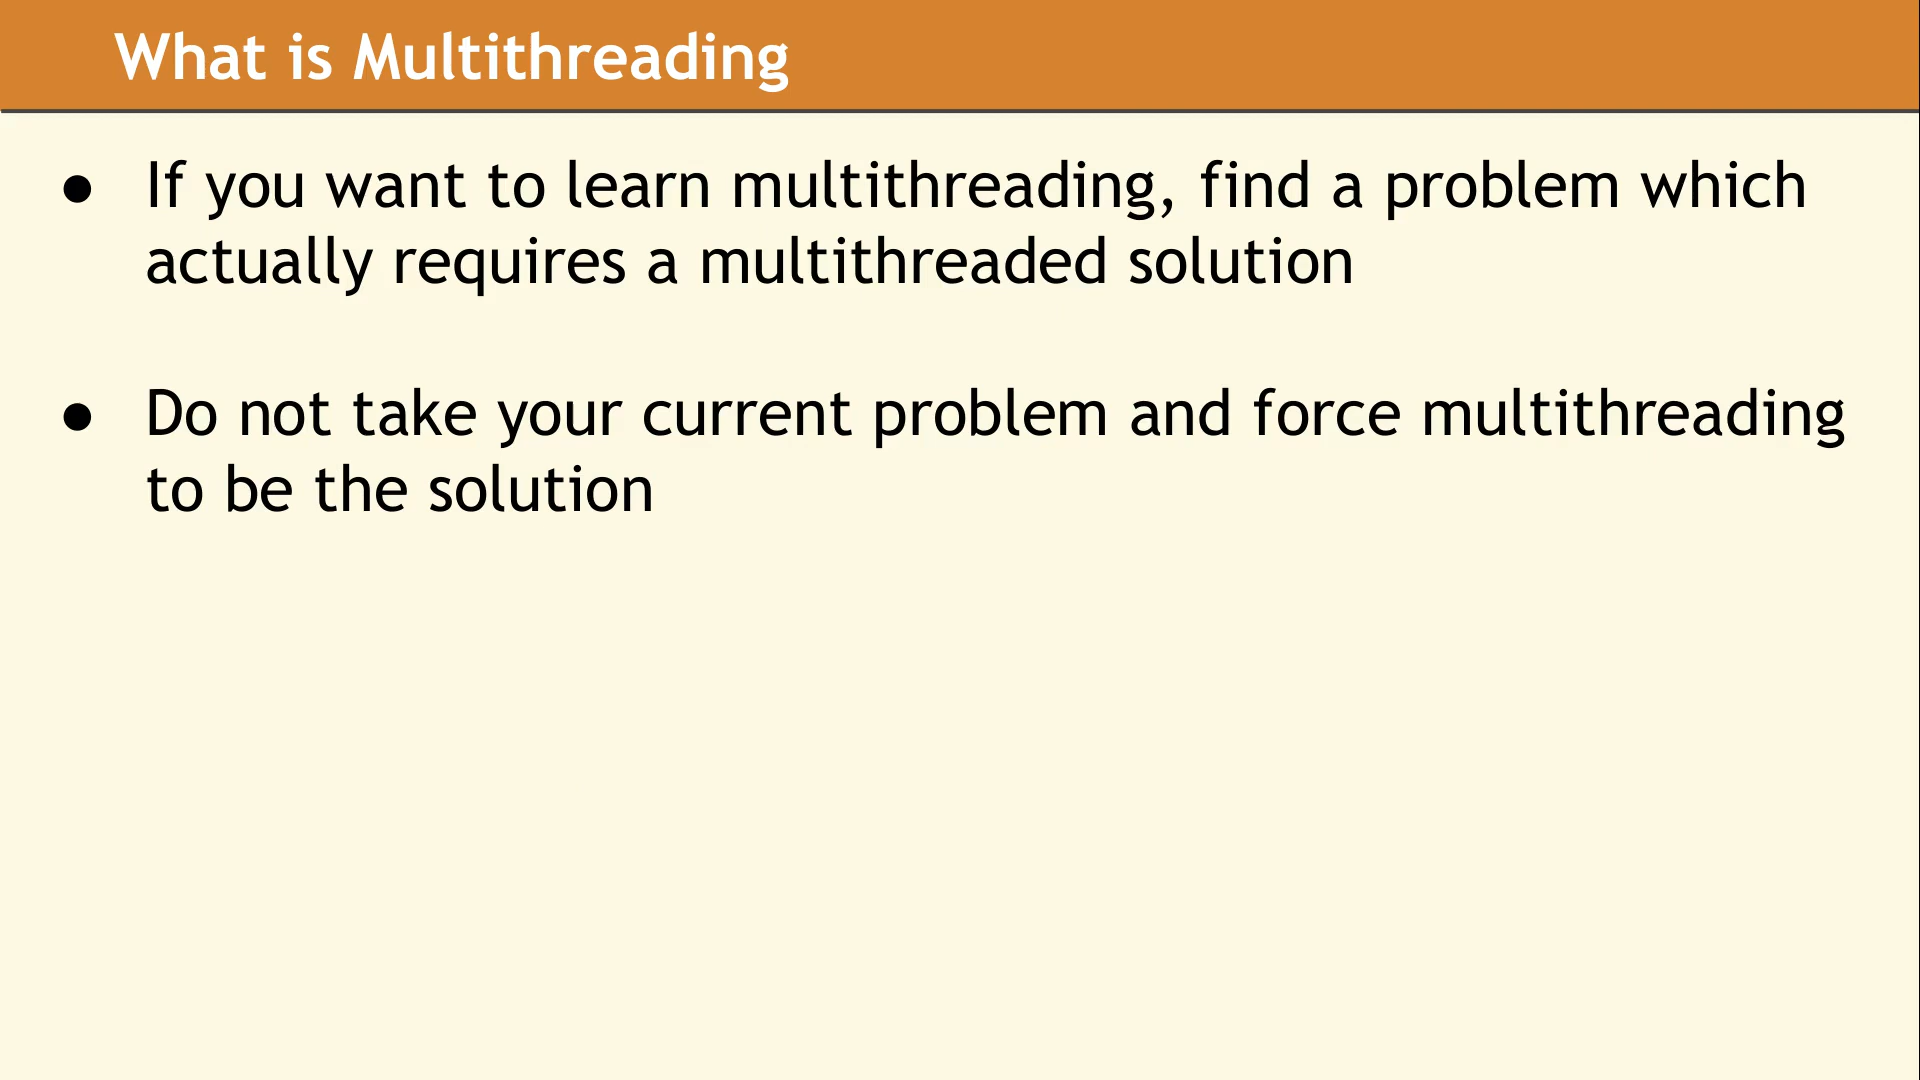 What is Multithreading
● If you want to learn multithreading, find a problem which
actually requires a multithreaded solution
● Do not take your current problem and force multithreading
to be the solution